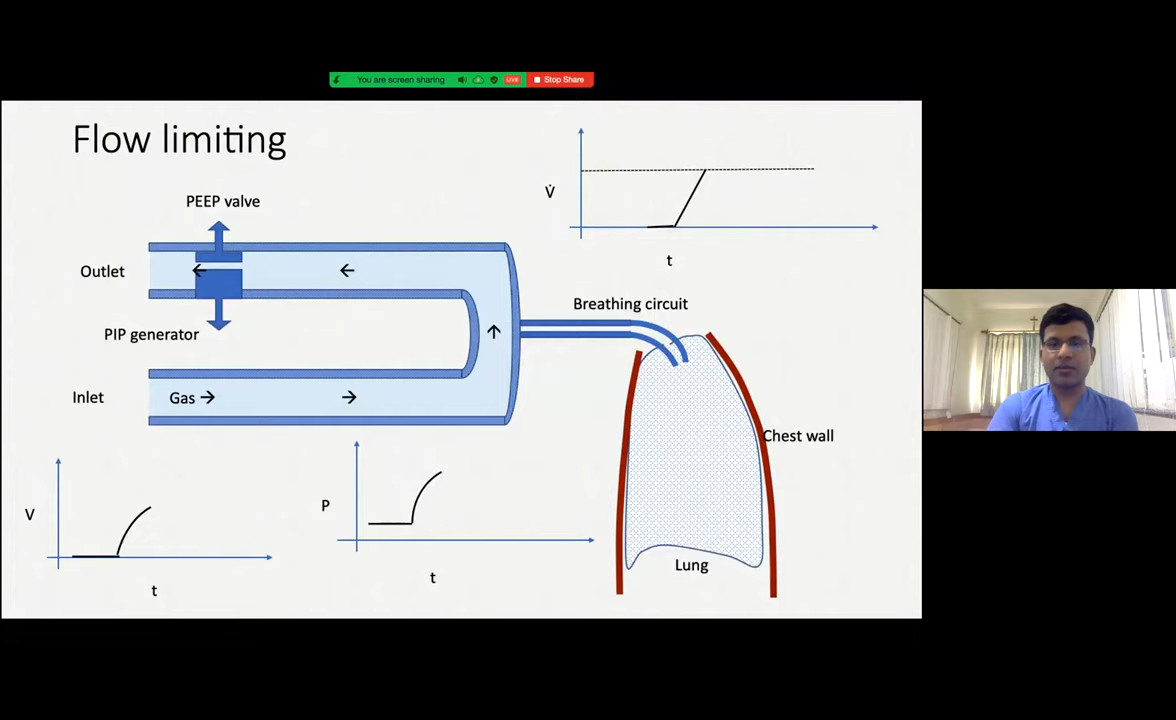 You are screen sharing
LIVE
Stop Share
Flow limiting
PEEP valve
V̇
Outlet
t
Breathing circuit
PIP generator
Inlet
Gas
Chest wall
V
P
Lung
t
t